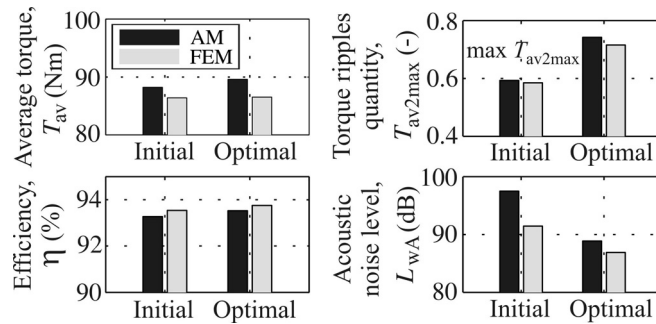 Average torque,
T_av (Nm)
100
90
80
AM
FEM
Initial Optimal
Torque ripples
quantity,
T_av2max (-)
0.8
0.6
0.4
max T_av2max
Initial Optimal
Efficiency,
η (%)
94
92
90
Initial Optimal
Acoustic
noise level,
L_wA (dB)
100
90
80
Initial Optimal